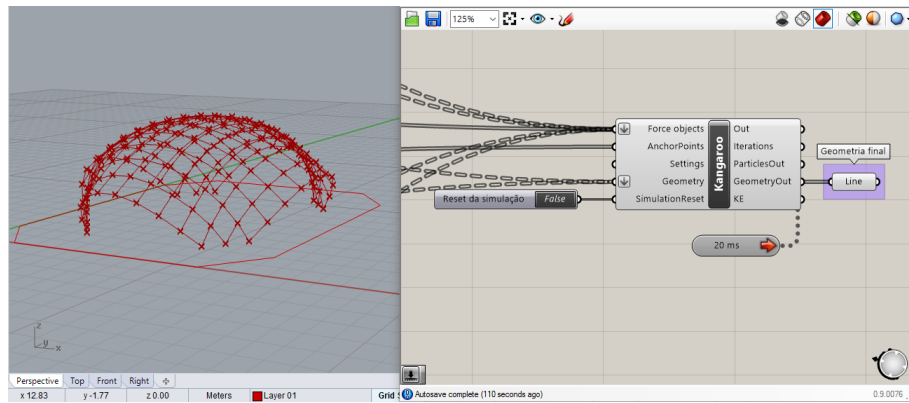 125%
Force objects
AnchorPoints
Settings
Geometry
SimulationReset
Kangaroo
Out
Iterations
ParticlesOut
GeometryOut
KE
Geometria final
Line
Reset da simulação False
20 ms
z
y
x
Perspective Top Front Right
x 12.83 y -1.77 z 0.00 Meters Layer 01 Grid
Autosave complete (110 seconds ago) 0.9.0076